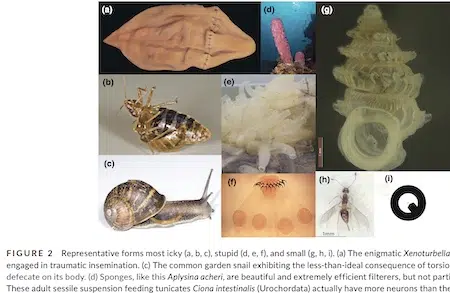 (a)
(d)
(g)
(b)
(e)
(c)
(f)
(h)
(i)
FIGURE 2 Representative forms most icky (a, b, c), stupid (d, e, f), and small (g, h, i). (a) The enigmatic Xenoturbella
engaged in traumatic insemination. (c) The common garden snail exhibiting the less-than-ideal consequence of torsio
defecate on its body. (d) Sponges, like this Aplysina acheri, are beautiful and extremely efficient filterers, but not parti
These adult sessile suspension feeding tunicates Ciona intestinalis (Urochordata) actually have more neurons than the